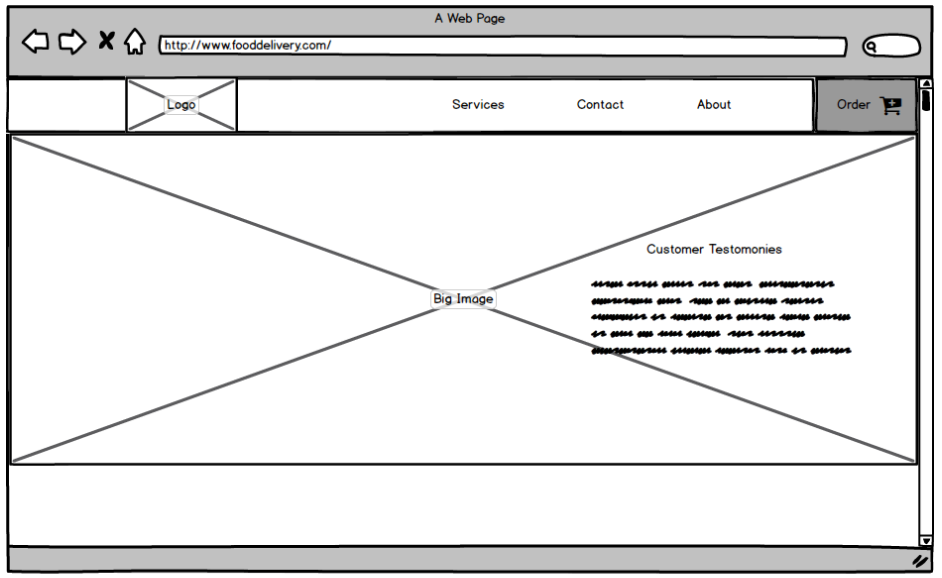 A Web Page
http://www.fooddelivery.com/
Logo
Services
Contact
About
Order
Customer Testomonies
Big Image